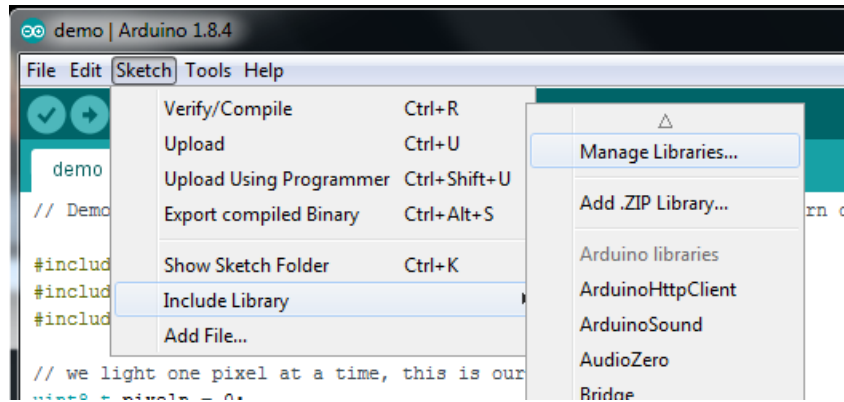 demo | Arduino 1.8.4
File Edit Sketch Tools Help
Verify/Compile Ctrl+R
Upload Ctrl+U
Upload Using Programmer Ctrl+Shift+U
Export compiled Binary Ctrl+Alt+S
Show Sketch Folder Ctrl+K
Include Library
Add File...
Manage Libraries...
Add .ZIP Library...
Arduino libraries
ArduinoHttpClient
ArduinoSound
AudioZero
Bridge
demo
// Demo
#includ
#includ
#includ
// we light one pixel at a time, this is our
uint8_t pixeln = 0;